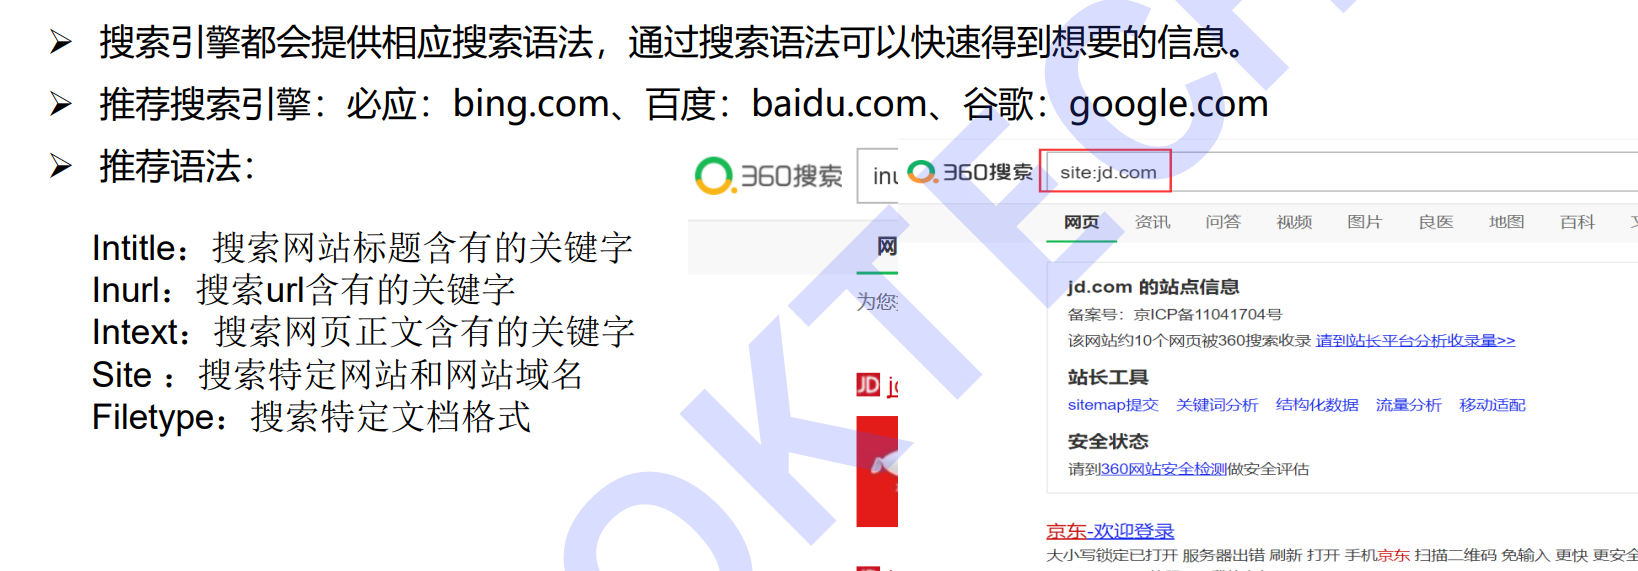 搜索引擎都会提供相应搜索语法，通过搜索语法可以快速得到想要的信息。
推荐搜索引擎：必应：bing.com、百度：baidu.com、谷歌：google.com
推荐语法：
Intitle：搜索网站标题含有的关键字
Inurl：搜索url含有的关键字
Intext：搜索网页正文含有的关键字
Site ：搜索特定网站和网站域名
Filetype：搜索特定文档格式
360搜索 inu
网
为您
JD jd
360搜索 site:jd.com
网页 资讯 问答 视频 图片 良医 地图 百科
jd.com 的站点信息
备案号：京ICP备11041704号
该网站约10个网页被360搜索收录 请到站长平台分析收录量>>
站长工具
sitemap提交 关键词分析 结构化数据 流量分析 移动适配
安全状态
请到360网站安全检测做安全评估
京东-欢迎登录
大小写锁定已打开 服务器出错 刷新 打开 手机京东 扫描二维码 免输入 更快 更安全
OKTECH